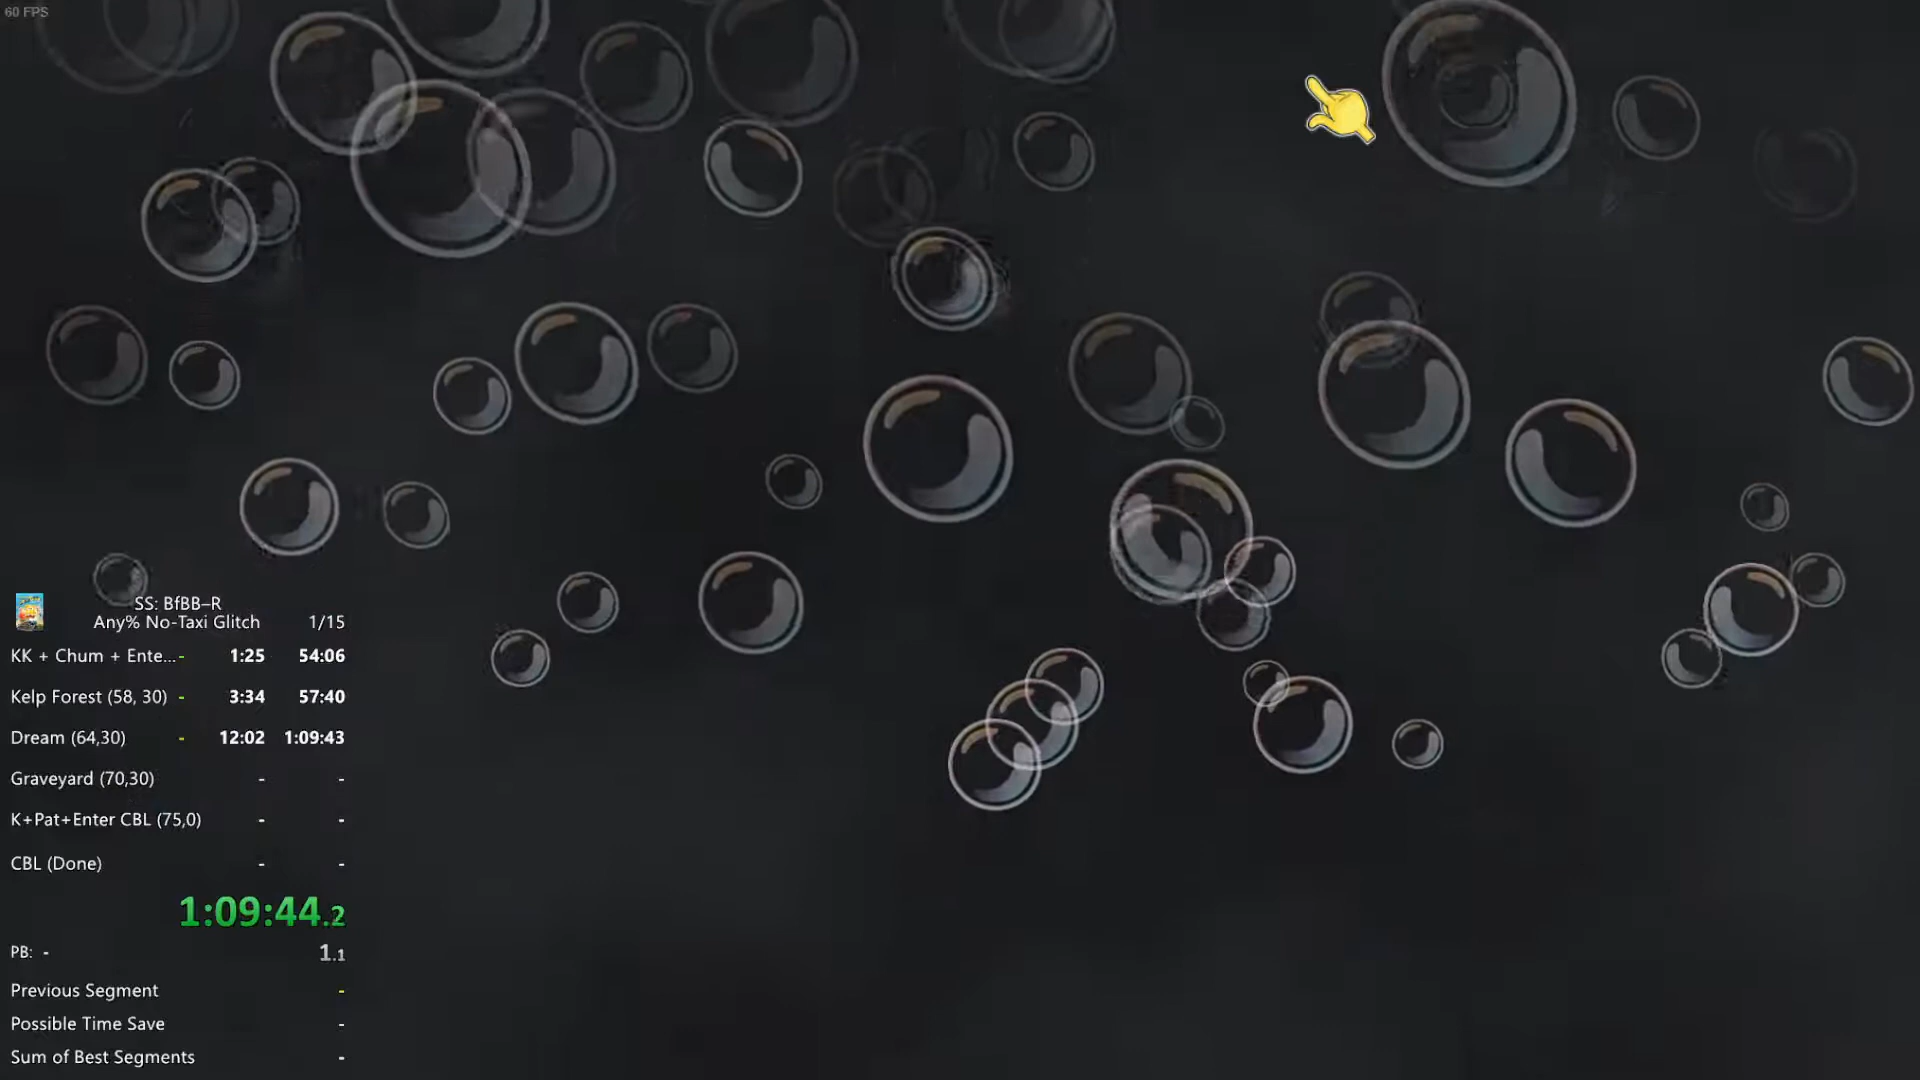 60 FPS
SS: BfBB–R
Any% No-Taxi Glitch 1/15
KK + Chum + Ente... - 1:25 54:06
Kelp Forest (58, 30) - 3:34 57:40
Dream (64,30) - 12:02 1:09:43
Graveyard (70,30) - -
K+Pat+Enter CBL (75,0) - -
CBL (Done) - -
1:09:44.2
PB: - 1.1
Previous Segment -
Possible Time Save -
Sum of Best Segments -